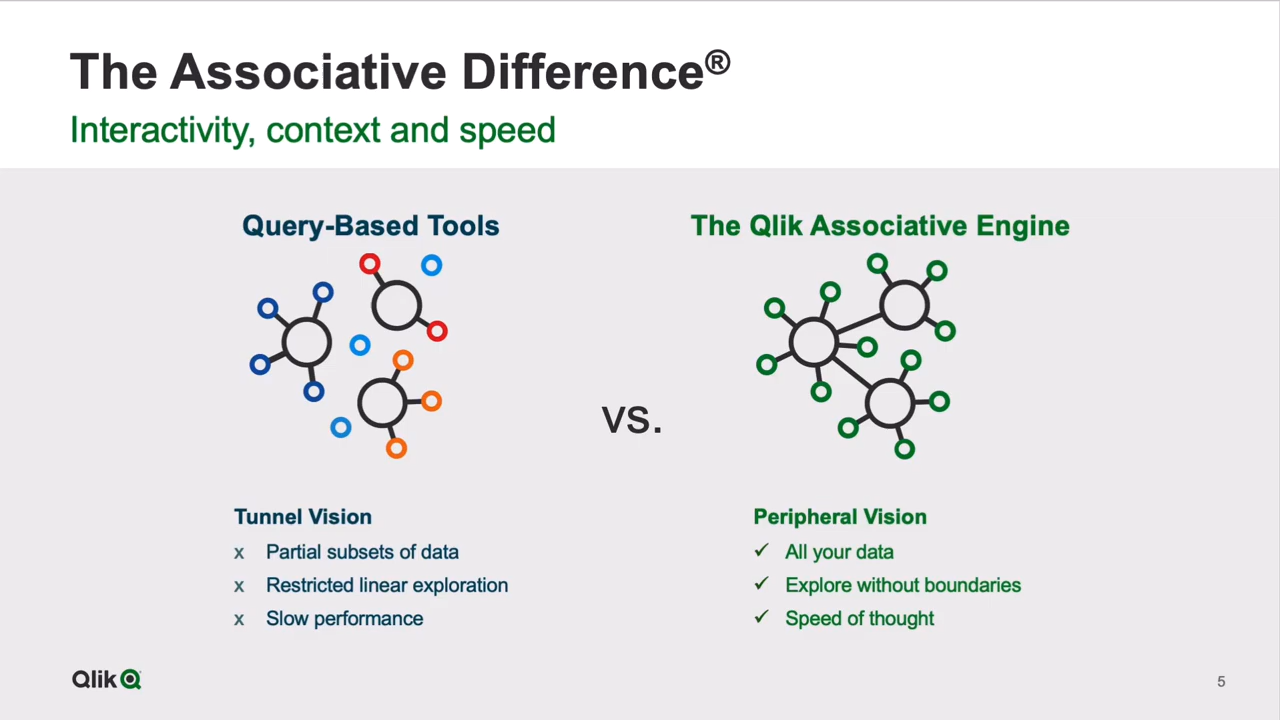 The Associative Difference®
Interactivity, context and speed
Query-Based Tools
The Qlik Associative Engine
vs.
Tunnel Vision
x Partial subsets of data
x Restricted linear exploration
x Slow performance
Peripheral Vision
✓ All your data
✓ Explore without boundaries
✓ Speed of thought
Qlik
5